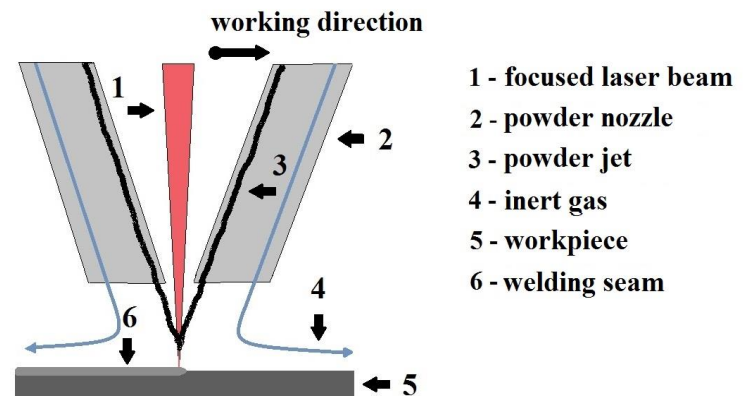 working direction
1
2
3
4
6
5
1 - focused laser beam
2 - powder nozzle
3 - powder jet
4 - inert gas
5 - workpiece
6 - welding seam